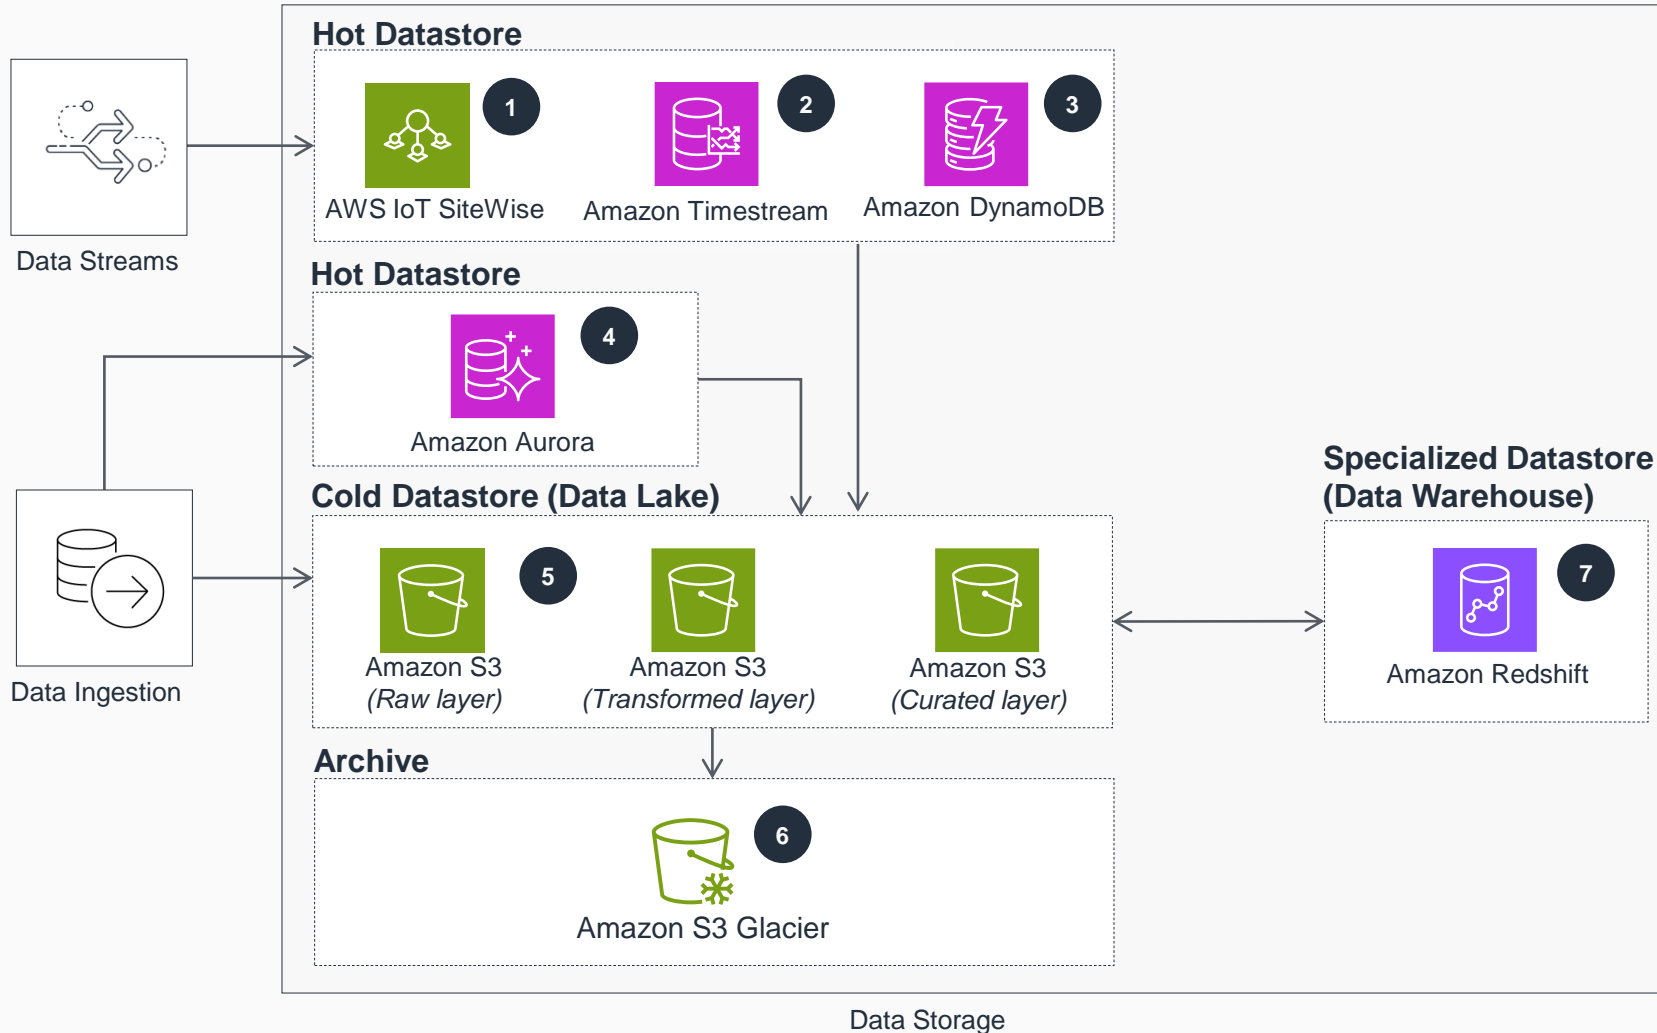 Hot Datastore
1
2
3
AWS IoT SiteWise
Amazon Timestream
Amazon DynamoDB
Data Streams
Hot Datastore
4
Amazon Aurora
Cold Datastore (Data Lake)
5
Amazon S3
(Raw layer)
Amazon S3
(Transformed layer)
Amazon S3
(Curated layer)
Data Ingestion
Specialized Datastore
(Data Warehouse)
7
Amazon Redshift
Archive
6
Amazon S3 Glacier
Data Storage